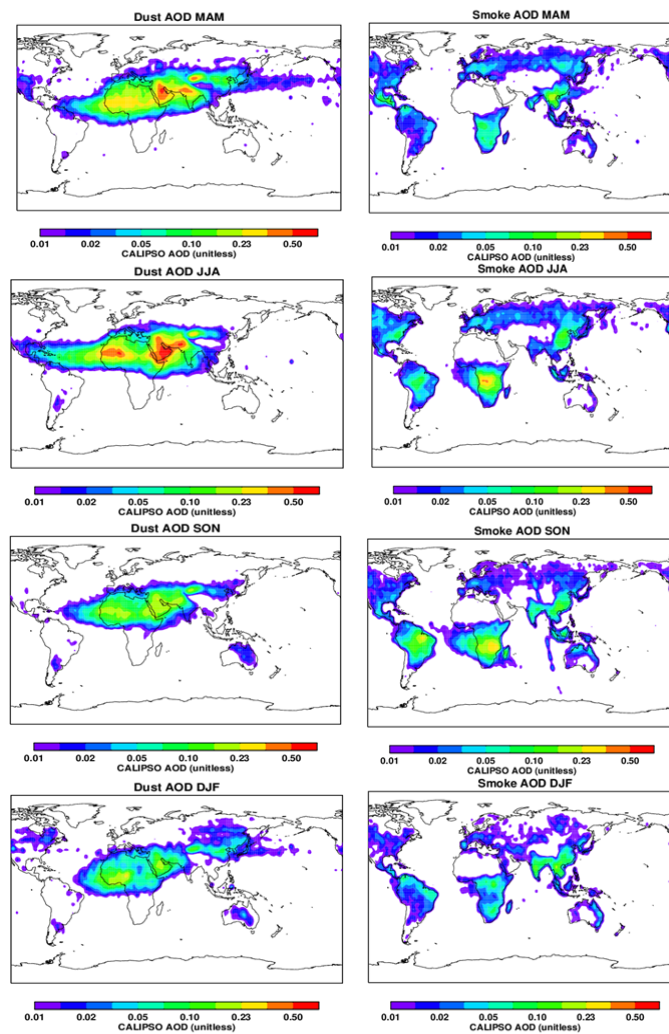 Dust AOD MAM
Smoke AOD MAM
0.01 0.02 0.05 0.10 0.23 0.50
CALIPSO AOD (unitless)
0.01 0.02 0.05 0.10 0.23 0.50
CALIPSO AOD (unitless)
Dust AOD JJA
Smoke AOD JJA
0.01 0.02 0.05 0.10 0.23 0.50
CALIPSO AOD (unitless)
0.01 0.02 0.05 0.10 0.23 0.50
CALIPSO AOD (unitless)
Dust AOD SON
Smoke AOD SON
0.01 0.02 0.05 0.10 0.23 0.50
CALIPSO AOD (unitless)
0.01 0.02 0.05 0.10 0.23 0.50
CALIPSO AOD (unitless)
Dust AOD DJF
Smoke AOD DJF
0.01 0.02 0.05 0.10 0.23 0.50
CALIPSO AOD (unitless)
0.01 0.02 0.05 0.10 0.23 0.50
CALIPSO AOD (unitless)